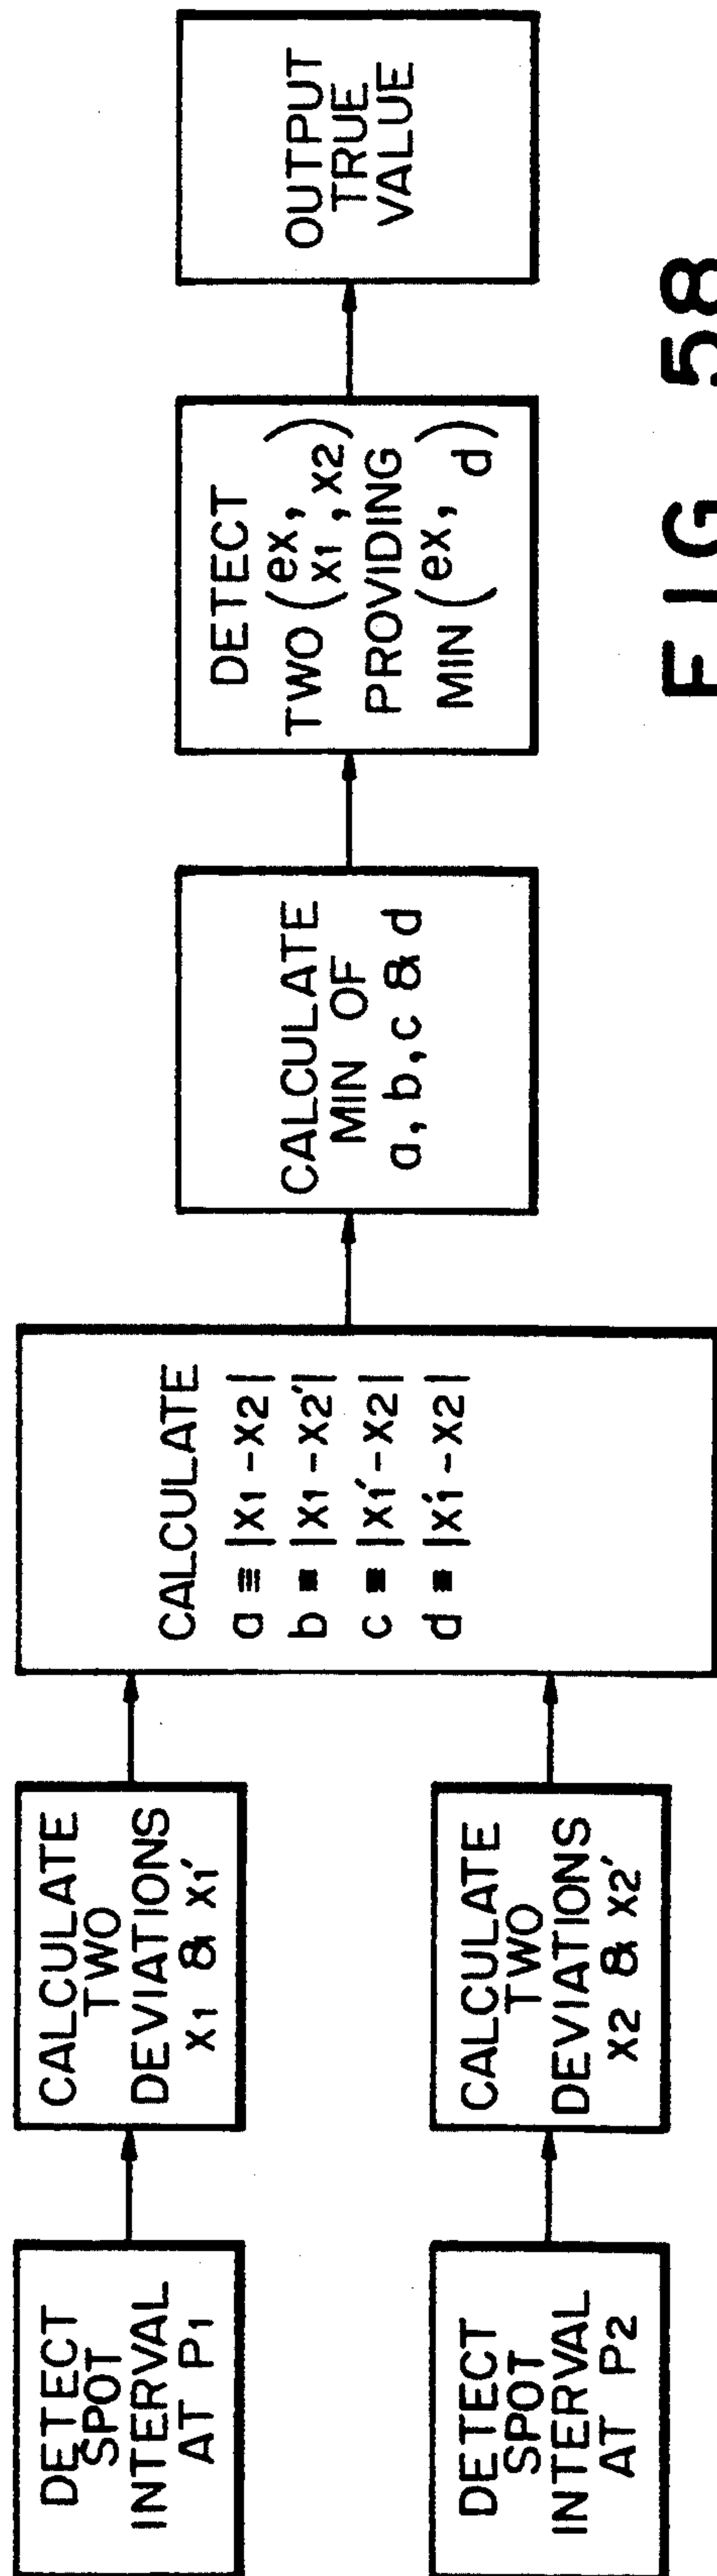 DETECT
SPOT
INTERVAL
AT P1
DETECT
SPOT
INTERVAL
AT P2
CALCULATE
TWO
DEVIATIONS
x1 & x1'
CALCULATE
TWO
DEVIATIONS
x2 & x2'
CALCULATE
a ≡ |x1 - x2|
b ≡ |x1 - x2'|
c ≡ |x1' - x2|
d ≡ |x1' - x2|
CALCULATE
MIN OF
a, b, c & d
DETECT
TWO (ex, x1, x2)
PROVIDING
MIN (ex, d)
OUTPUT
TRUE
VALUE
FIG. 58